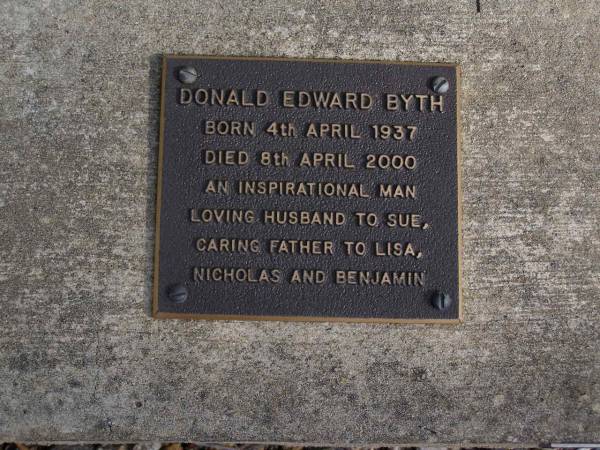 DONALD EDWARD BYTH
BORN 4th APRIL 1937
DIED 8th APRIL 2000
AN INSPIRATIONAL MAN
LOVING HUSBAND TO SUE,
CARING FATHER TO LISA,
NICHOLAS AND BENJAMIN